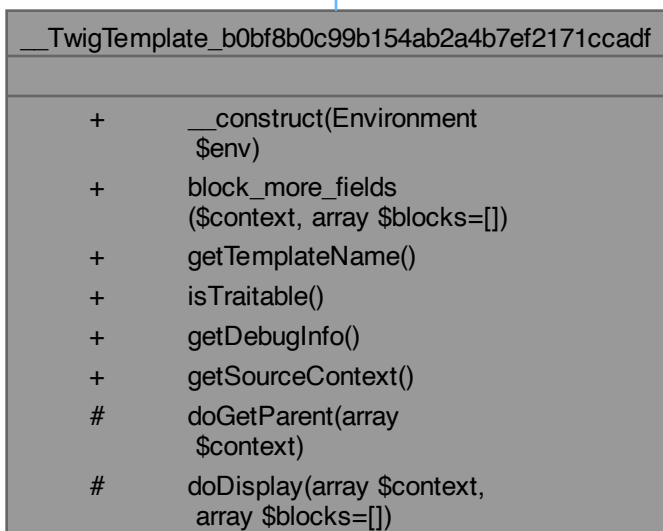 __TwigTemplate_b0bf8b0c99b154ab2a4b7ef2171ccadf
+ __construct(Environment
$env)
+ block_more_fields
($context, array $blocks=[])
+ getTemplateName()
+ isTraitable()
+ getDebugInfo()
+ getSourceContext()
# doGetParent(array
$context)
# doDisplay(array $context,
array $blocks=[])